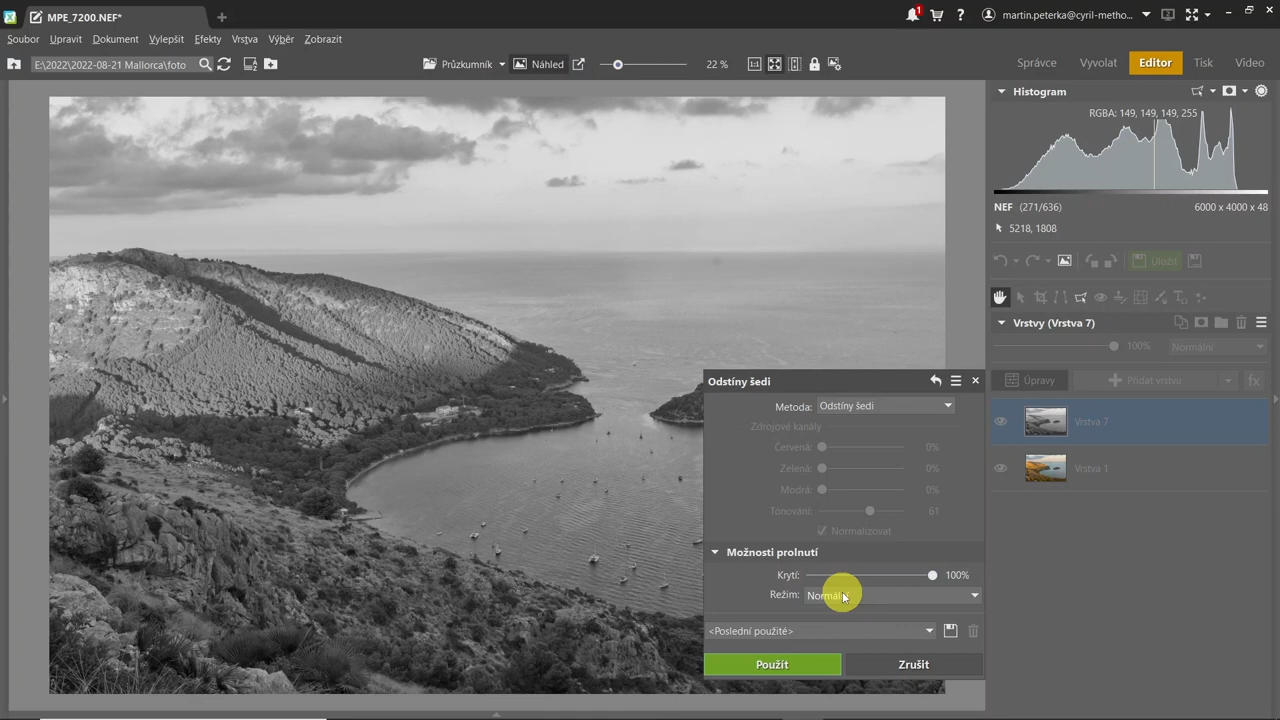 MPE_7200.NEF*
1
martin.peterka@cyril-metho...
Soubor Upravit Dokument Vylepšit Efekty Vrstva Výběr Zobrazit
E:\2022\2022-08-21 Mallorca\foto
2
Průzkumník
Náhled
22 %
Správce Vyvolat Editor Tisk Video
Histogram
RGBA: 149, 149, 149, 255
NEF (271/636) 6000 x 4000 x 48
5218, 1808
Uložit
Vrstvy (Vrstva 7)
100% Normální
Úpravy Přidat vrstvu fx
Vrstva 7
Vrstva 1
Odstíny šedi
Metoda: Odstíny šedi
Zdrojové kanály
Červená: 0%
Zelená: 0%
Modrá: 0%
Tónování: 61
Normalizovat
Možnosti prolnutí
Krytí: 100%
Režim: Normální
<Poslední použité>
Použít Zrušit